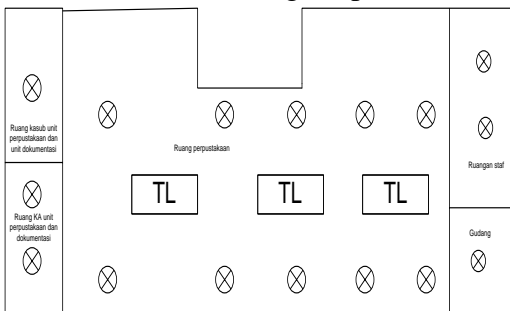 Ruang kasub unit
perpustakaan dan
unit dokumentasi
Ruang perpustakaan
Ruangan staf
TL
TL
TL
Ruang KA unit
perpustakaan dan
dokumentasi
Gudang